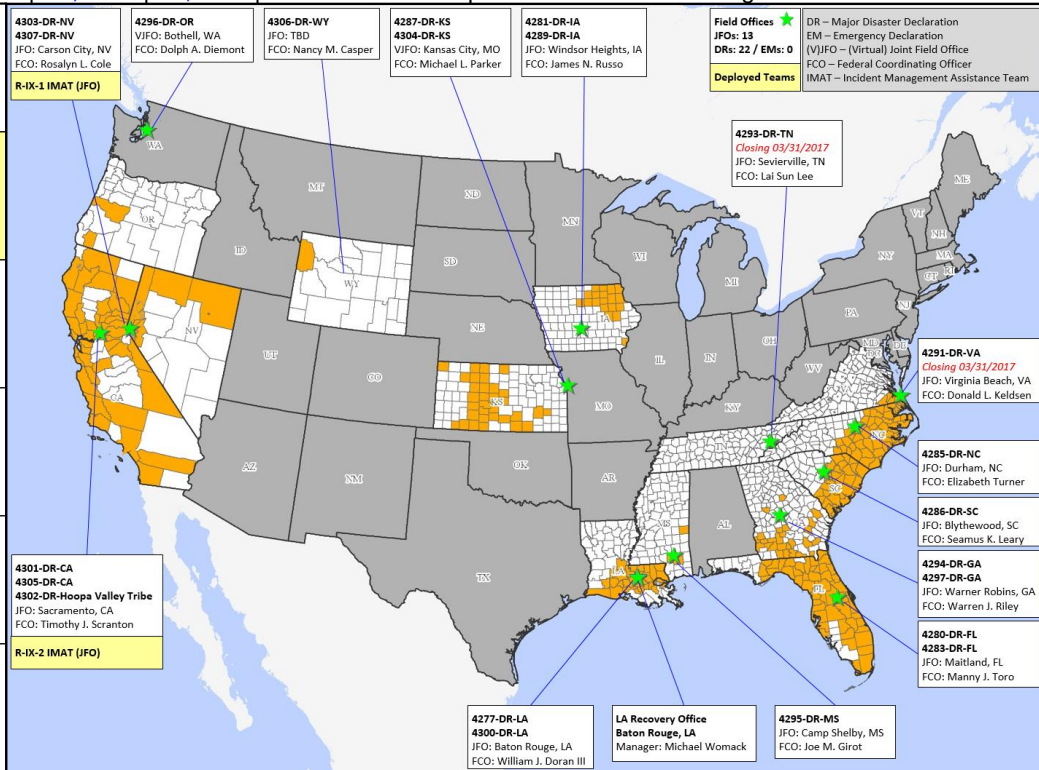 4303-DR-NV
4307-DR-NV
JFO: Carson City, NV
FCO: Rosalyn L. Cole
R-IX-1 IMAT (JFO)
4296-DR-OR
VJFO: Bothell, WA
FCO: Dolph A. Diemont
4306-DR-WY
JFO: TBD
FCO: Nancy M. Casper
4287-DR-KS
4304-DR-KS
VJFO: Kansas City, MO
FCO: Michael L. Parker
4281-DR-IA
4289-DR-IA
JFO: Windsor Heights, IA
FCO: James N. Russo
Field Offices
JFOs: 13
DRs: 22 / EMs: 0
Deployed Teams
DR – Major Disaster Declaration
EM – Emergency Declaration
(V)JFO – (Virtual) Joint Field Office
FCO – Federal Coordinating Officer
IMAT – Incident Management Assistance Team
4293-DR-TN
Closing 03/31/2017
JFO: Sevierville, TN
FCO: Lai Sun Lee
WA
MT
ND
MN
ME
OR
ID
SD
WI
MI
VT
NH
NY
MA
CT
RI
WY
NE
IA
PA
NJ
NV
UT
CO
KS
MO
IL
IN
OH
WV
MD
DE
DC
CA
AZ
NM
OK
AR
KY
TN
NC
SC
MS
AL
TX
LA
FL
4291-DR-VA
Closing 03/31/2017
JFO: Virginia Beach, VA
FCO: Donald L. Keldsen
4285-DR-NC
JFO: Durham, NC
FCO: Elizabeth Turner
4286-DR-SC
JFO: Blythewood, SC
FCO: Seamus K. Leary
4294-DR-GA
4297-DR-GA
JFO: Warner Robins, GA
FCO: Warren J. Riley
4280-DR-FL
4283-DR-FL
JFO: Maitland, FL
FCO: Manny J. Toro
4301-DR-CA
4305-DR-CA
4302-DR-Hoopa Valley Tribe
JFO: Sacramento, CA
FCO: Timothy J. Scranton
R-IX-2 IMAT (JFO)
4277-DR-LA
4300-DR-LA
JFO: Baton Rouge, LA
FCO: William J. Doran III
LA Recovery Office
Baton Rouge, LA
Manager: Michael Womack
4295-DR-MS
JFO: Camp Shelby, MS
FCO: Joe M. Girot